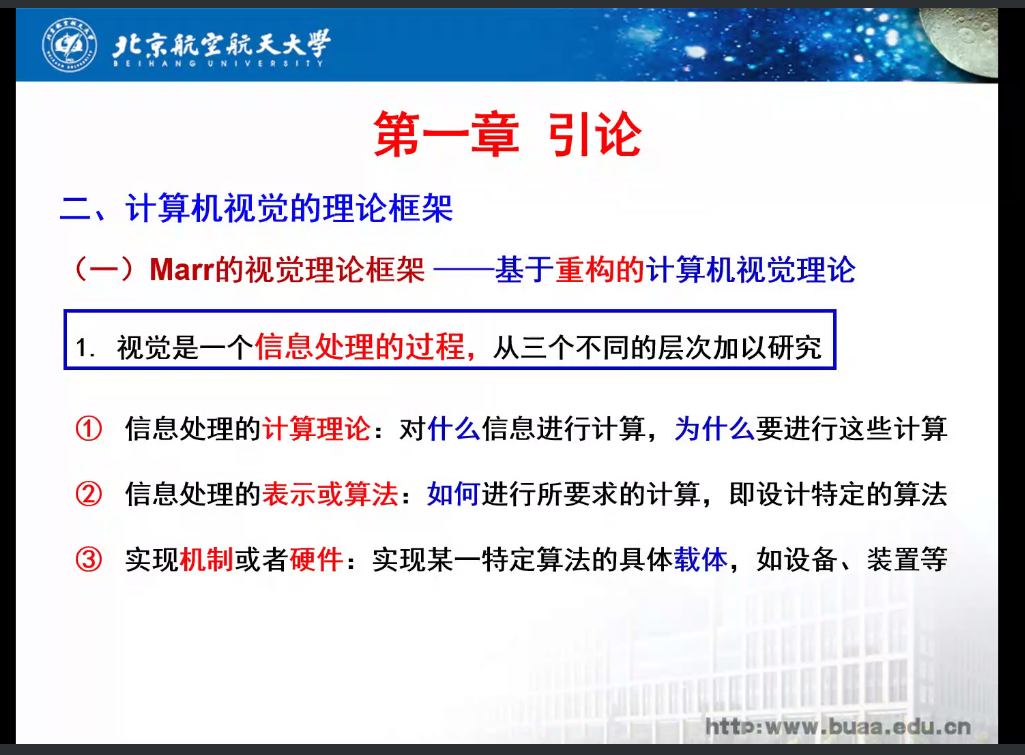 北京航空航天大学
BEIHANG UNIVERSITY
第一章 引论
二、计算机视觉的理论框架
（一）Marr的视觉理论框架 ——基于重构的计算机视觉理论
1. 视觉是一个信息处理的过程，从三个不同的层次加以研究
① 信息处理的计算理论：对什么信息进行计算，为什么要进行这些计算
② 信息处理的表示或算法：如何进行所要求的计算，即设计特定的算法
③ 实现机制或者硬件：实现某一特定算法的具体载体，如设备、装置等
http:www.buaa.edu.cn